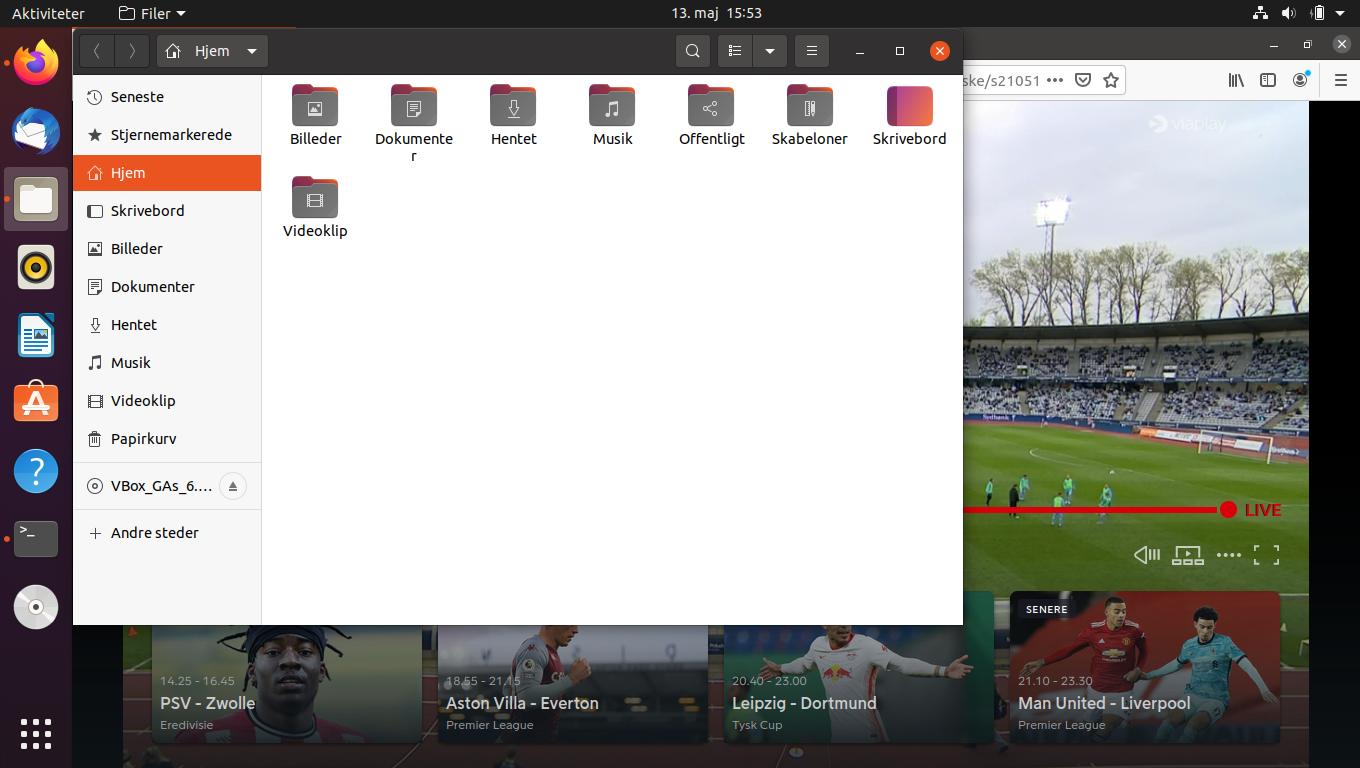 Aktiviteter
Filer
13. maj 15:53
Hjem
ske/s21051
Seneste
Stjernemarkerede
Hjem
Skrivebord
Billeder
Dokumenter
Hentet
Musik
Videoklip
Papirkurv
VBox_GAs_6....
Andre steder
Billeder
Dokumente
r
Hentet
Musik
Offentligt
Skabeloner
Skrivebord
Videoklip
viaplay
Sydbank
LIVE
14.25 - 16.45
PSV - Zwolle
Eredivisie
18.55 - 21.15
Aston Villa - Everton
Premier League
20.40 - 23.00
Leipzig - Dortmund
Tysk Cup
SENERE
21.10 - 23.30
Man United - Liverpool
Premier League